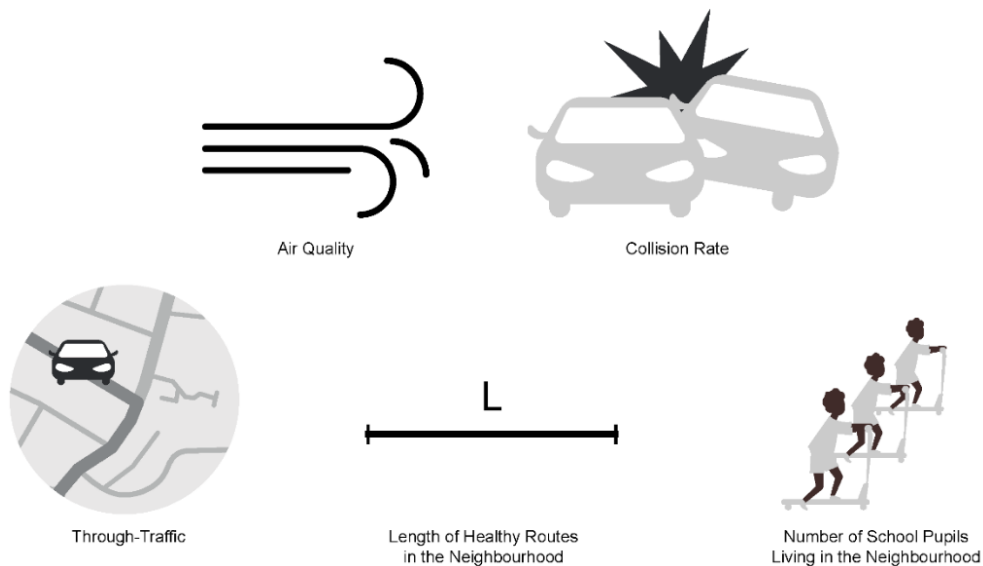 Air Quality
Collision Rate
L
Through-Traffic
Length of Healthy Routes
in the Neighbourhood
Number of School Pupils
Living in the Neighbourhood